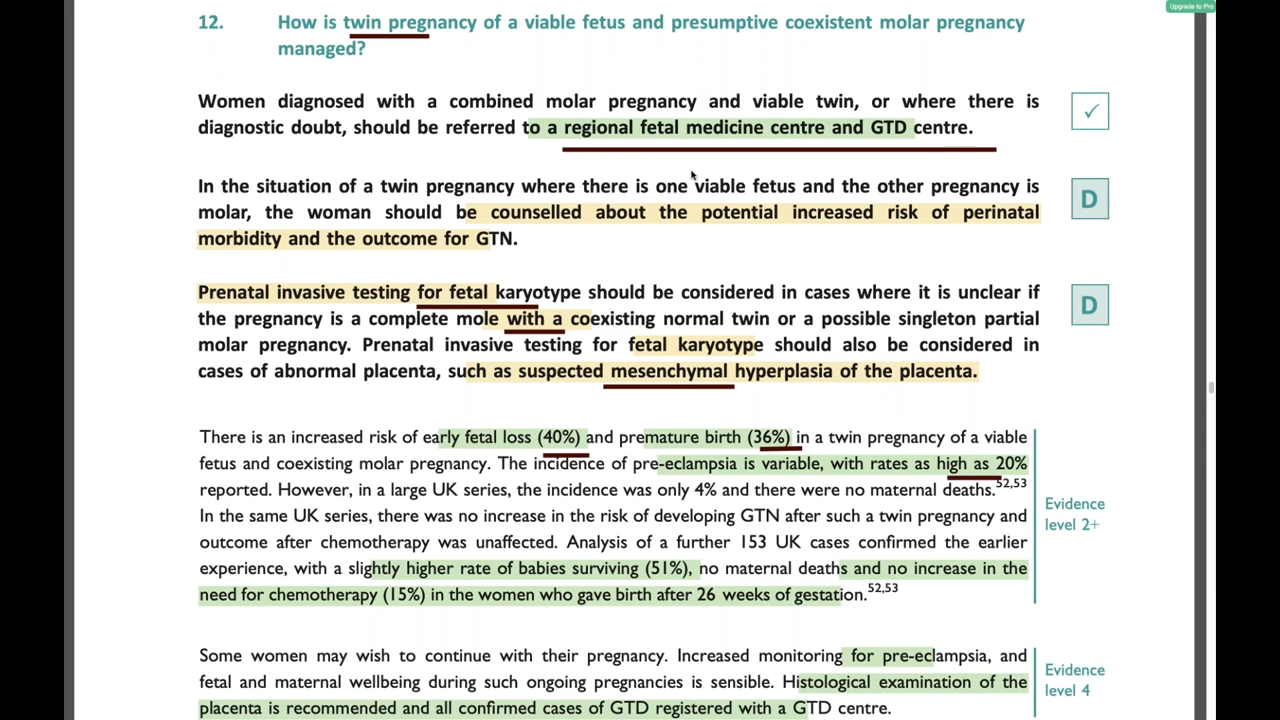 Upgrade to Pro
12. How is twin pregnancy of a viable fetus and presumptive coexistent molar pregnancy
managed?
Women diagnosed with a combined molar pregnancy and viable twin, or where there is
diagnostic doubt, should be referred to a regional fetal medicine centre and GTD centre.
✓
In the situation of a twin pregnancy where there is one viable fetus and the other pregnancy is
molar, the woman should be counselled about the potential increased risk of perinatal
morbidity and the outcome for GTN.
D
Prenatal invasive testing for fetal karyotype should be considered in cases where it is unclear if
the pregnancy is a complete mole with a coexisting normal twin or a possible singleton partial
molar pregnancy. Prenatal invasive testing for fetal karyotype should also be considered in
cases of abnormal placenta, such as suspected mesenchymal hyperplasia of the placenta.
D
There is an increased risk of early fetal loss (40%) and premature birth (36%) in a twin pregnancy of a viable
fetus and coexisting molar pregnancy. The incidence of pre-eclampsia is variable, with rates as high as 20%
reported. However, in a large UK series, the incidence was only 4% and there were no maternal deaths.52,53
In the same UK series, there was no increase in the risk of developing GTN after such a twin pregnancy and
outcome after chemotherapy was unaffected. Analysis of a further 153 UK cases confirmed the earlier
experience, with a slightly higher rate of babies surviving (51%), no maternal deaths and no increase in the
need for chemotherapy (15%) in the women who gave birth after 26 weeks of gestation.52,53
Evidence
level 2+
Some women may wish to continue with their pregnancy. Increased monitoring for pre-eclampsia, and
fetal and maternal wellbeing during such ongoing pregnancies is sensible. Histological examination of the
placenta is recommended and all confirmed cases of GTD registered with a GTD centre.
Evidence
level 4